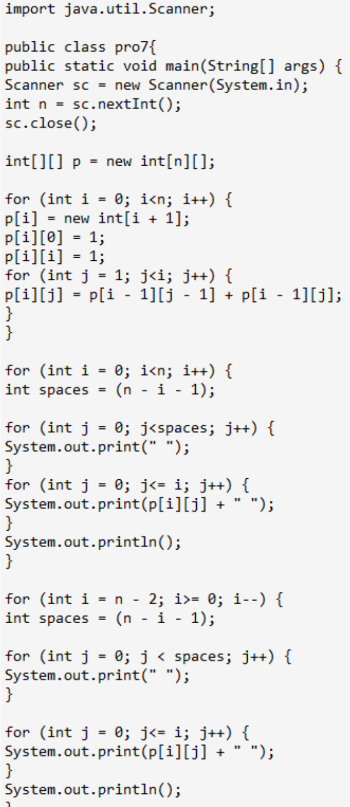 import java.util.Scanner;
public class pro7{
public static void main(String[] args) {
Scanner sc = new Scanner(System.in);
int n = sc.nextInt();
sc.close();
int[][] p = new int[n][];
for (int i = 0; i<n; i++) {
p[i] = new int[i + 1];
p[i][0] = 1;
p[i][i] = 1;
for (int j = 1; j<i; j++) {
p[i][j] = p[i - 1][j - 1] + p[i - 1][j];
}
}
for (int i = 0; i<n; i++) {
int spaces = (n - i - 1);
for (int j = 0; j<spaces; j++) {
System.out.print(" ");
}
for (int j = 0; j<= i; j++) {
System.out.print(p[i][j] + " ");
}
System.out.println();
}
for (int i = n - 2; i>= 0; i--) {
int spaces = (n - i - 1);
for (int j = 0; j < spaces; j++) {
System.out.print(" ");
}
for (int j = 0; j<= i; j++) {
System.out.print(p[i][j] + " ");
}
System.out.println();
}